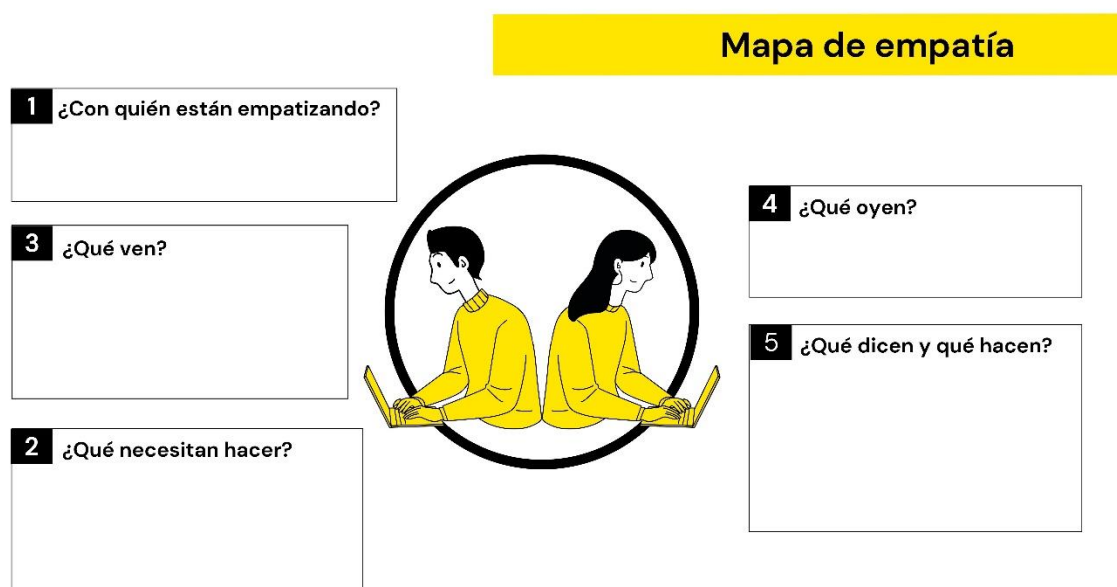 Mapa de empatía
1 ¿Con quién están empatizando?
3 ¿Qué ven?
2 ¿Qué necesitan hacer?
4 ¿Qué oyen?
5 ¿Qué dicen y qué hacen?